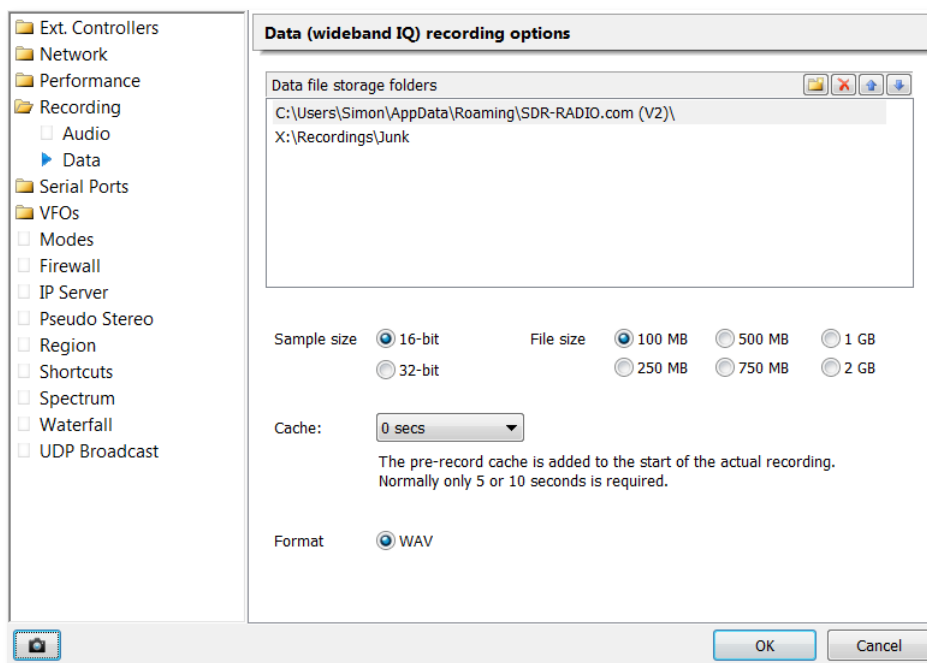 Ext. Controllers
Network
Performance
Recording
Audio
Data
Serial Ports
VFOs
Modes
Firewall
IP Server
Pseudo Stereo
Region
Shortcuts
Spectrum
Waterfall
UDP Broadcast
Data (wideband IQ) recording options
Data file storage folders
C:\Users\Simon\AppData\Roaming\SDR-RADIO.com (V2)\
X:\Recordings\Junk
Sample size 16-bit File size 100 MB 500 MB 1 GB
32-bit 250 MB 750 MB 2 GB
Cache: 0 secs
The pre-record cache is added to the start of the actual recording.
Normally only 5 or 10 seconds is required.
Format WAV
OK Cancel